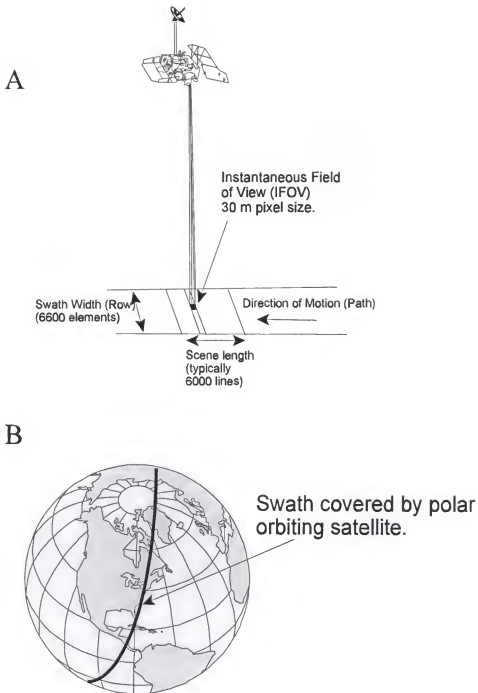 A
Instantaneous Field
of View (IFOV)
30 m pixel size.
Swath Width (Row)
(6600 elements)
Direction of Motion (Path)
Scene length
(typically
6000 lines)
B
Swath covered by polar
orbiting satellite.